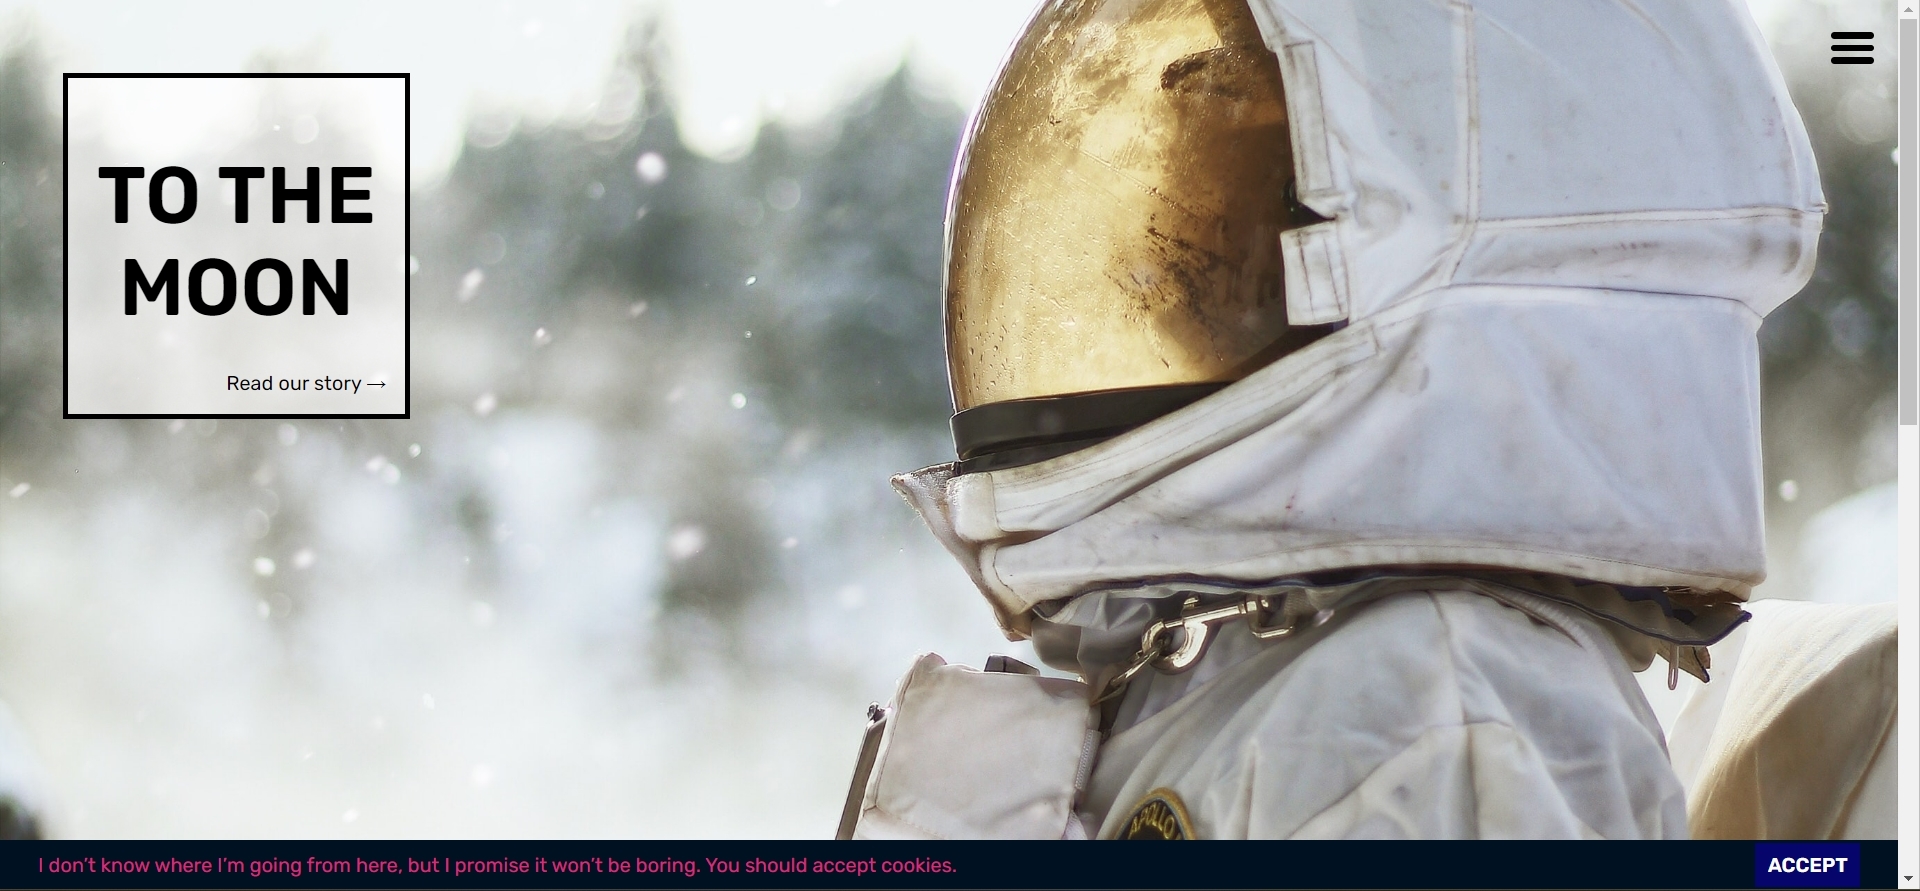 TO THE
MOON
Read our story →
APOLLO
I don't know where I'm going from here, but I promise it won't be boring. You should accept cookies.
ACCEPT